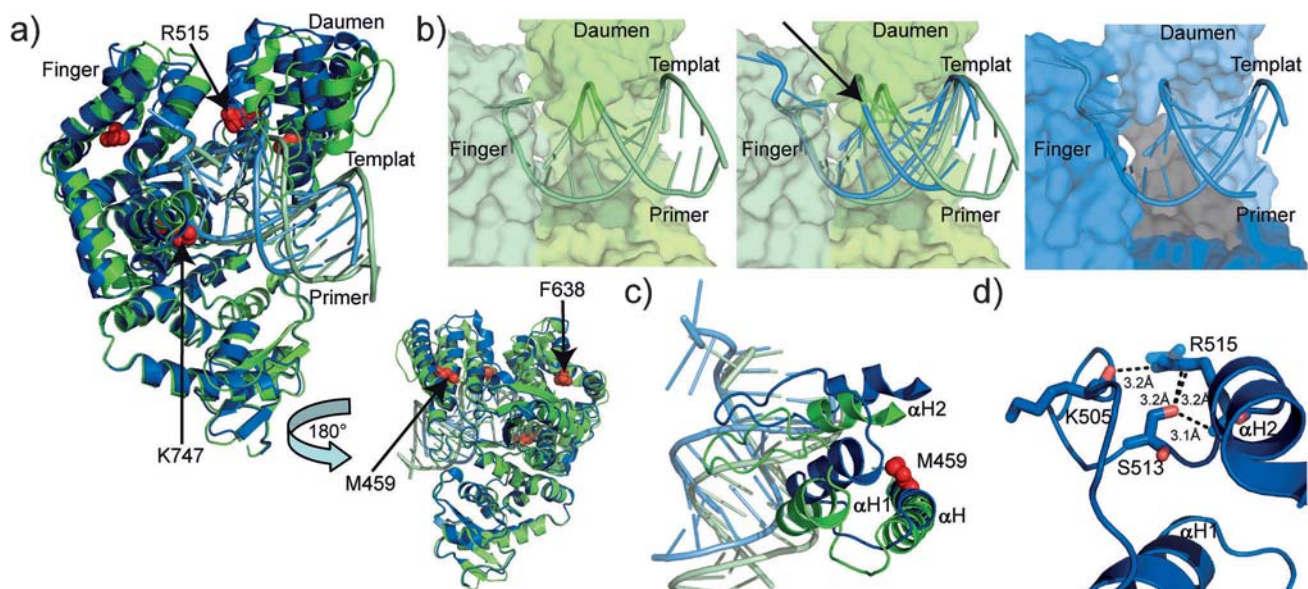 a)
Daumen
R515
Finger
Templat
Primer
K747
180°
M459
F638
b)
Daumen
Templat
Finger
Primer
Daumen
Templat
Finger
Primer
Daumen
Templat
Finger
Primer
c)
αH2
M459
αH1
αH
d)
R515
3.2Å
3.2Å
3.2Å
K505
αH2
3.1Å
S513
αH1